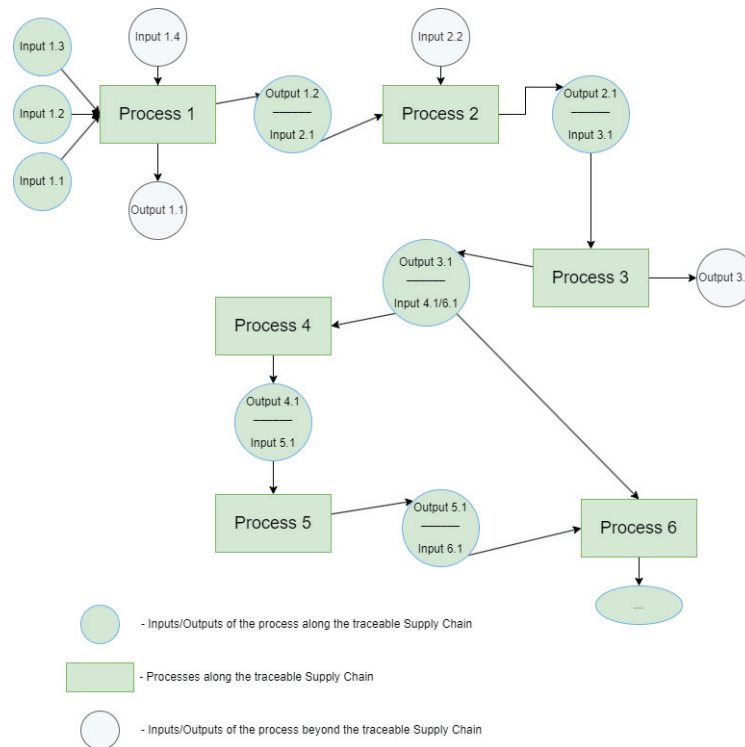 Input 1.3
Input 1.4
Input 2.2
Input 1.2
Process 1
Output 1.2
Input 2.1
Process 2
Output 2.1
Input 3.1
Input 1.1
Output 1.1
Output 3.1
Input 4.1/6.1
Process 3
Output 3.
Process 4
Output 4.1
Input 5.1
Process 5
Output 5.1
Input 6.1
Process 6
...
- Inputs/Outputs of the process along the traceable Supply Chain
- Processes along the traceable Supply Chain
- Inputs/Outputs of the process beyond the traceable Supply Chain